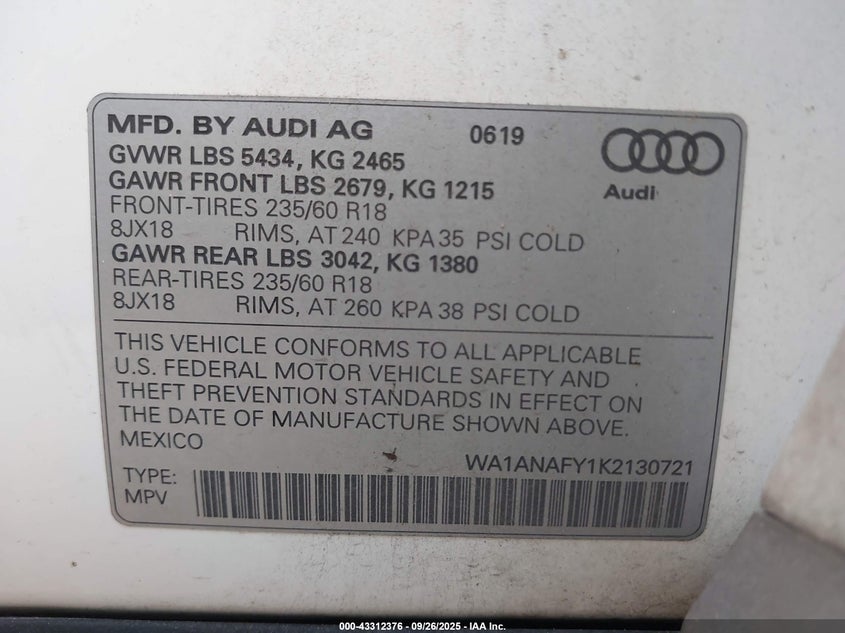 MFD. BY AUDI AG 0619
GVWR LBS 5434, KG 2465
GAWR FRONT LBS 2679, KG 1215
Audi
FRONT-TIRES 235/60 R18
8JX18 RIMS, AT 240 KPA 35 PSI COLD
GAWR REAR LBS 3042, KG 1380
REAR-TIRES 235/60 R18
8JX18 RIMS, AT 260 KPA 38 PSI COLD
THIS VEHICLE CONFORMS TO ALL APPLICABLE
U.S. FEDERAL MOTOR VEHICLE SAFETY AND
THEFT PREVENTION STANDARDS IN EFFECT ON
THE DATE OF MANUFACTURE SHOWN ABOVE.
MEXICO
WA1ANAFY1K2130721
TYPE:
MPV
000-43312376 - 09/26/2025 - IAA Inc.